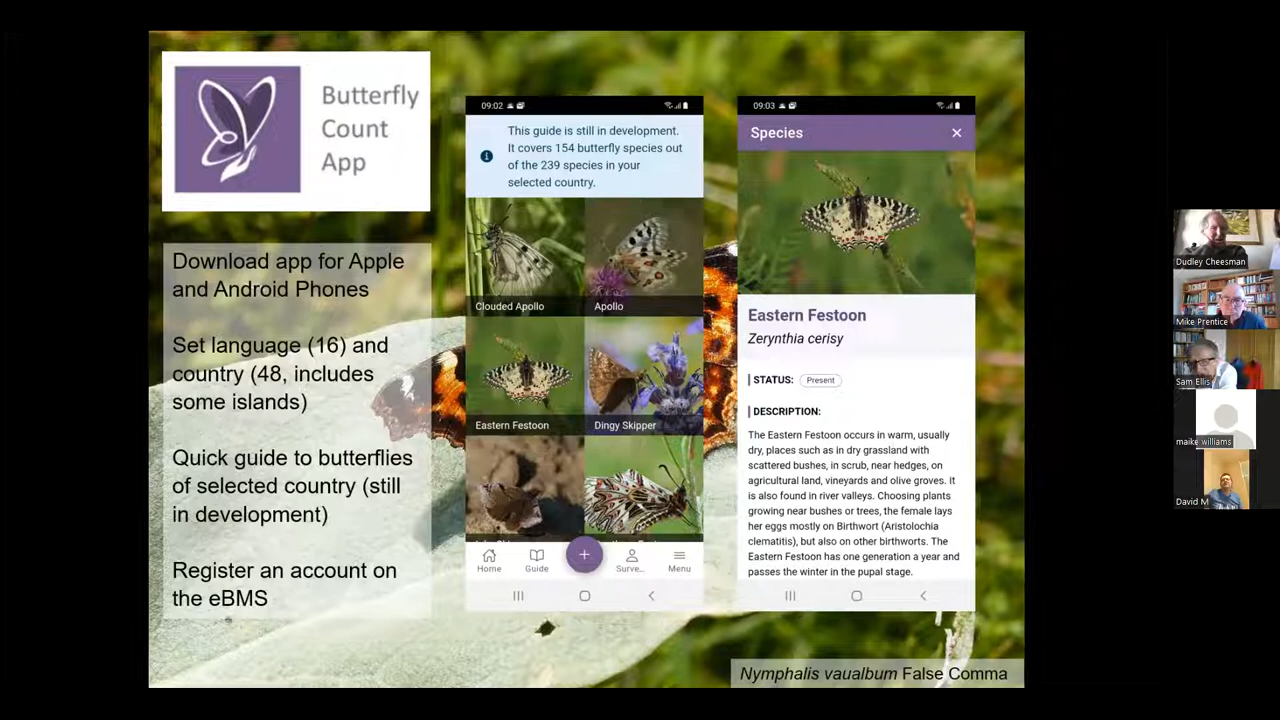 Butterfly
Count
App
Download app for Apple
and Android Phones
Set language (16) and
country (48, includes
some islands)
Quick guide to butterflies
of selected country (still
in development)
Register an account on
the eBMS
09:02
This guide is still in development.
It covers 154 butterfly species out
of the 239 species in your
selected country.
Clouded Apollo
Apollo
Eastern Festoon
Dingy Skipper
Home
Guide
+
Surve...
Menu
09:03
Species
Eastern Festoon
Zerynthia cerisy
STATUS: Present
DESCRIPTION:
The Eastern Festoon occurs in warm, usually
dry, places such as in dry grassland with
scattered bushes, in scrub, near hedges, on
agricultural land, vineyards and olive groves. It
is also found in river valleys. Choosing plants
growing near bushes or trees, the female lays
her eggs mostly on Birthwort (Aristolochia
clematitis), but also on other birthworts. The
Eastern Festoon has one generation a year and
passes the winter in the pupal stage.
Nymphalis vaualbum False Comma
Dudley Cheesman
Mike Prentice
Sam Ellis
maike williams
David M